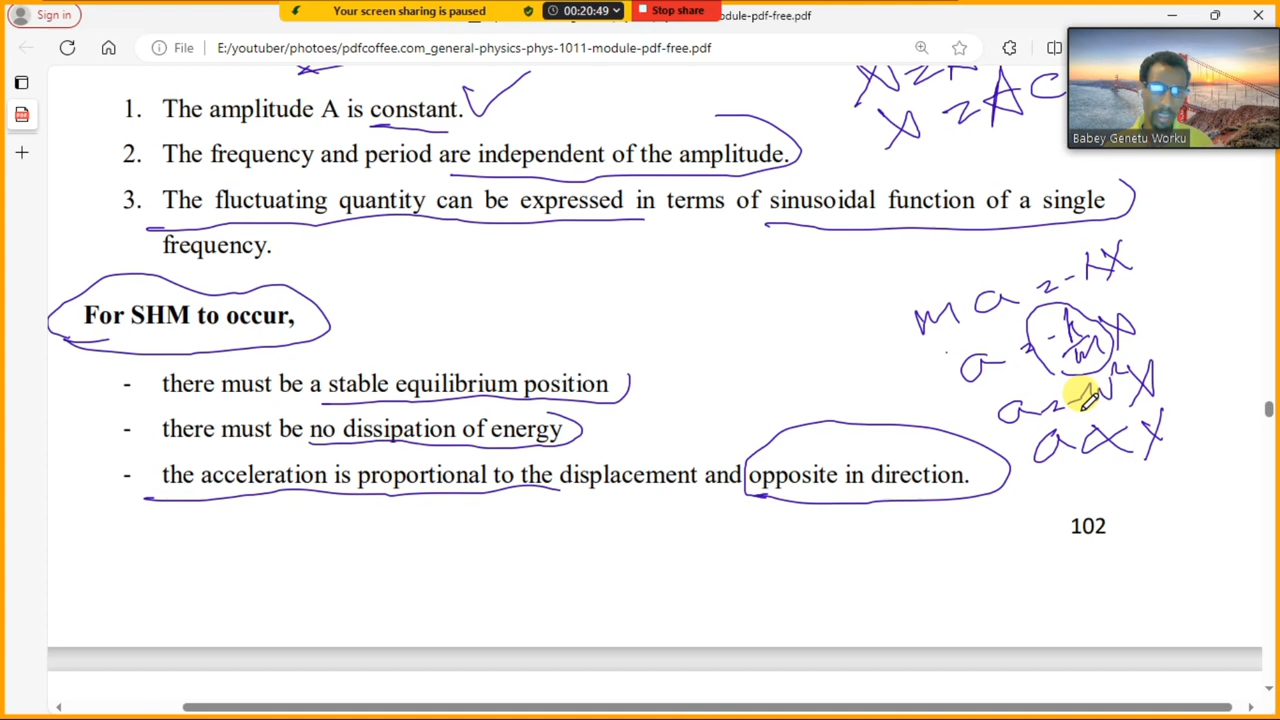 Sign in
Your screen sharing is paused
00:20:49
Stop share
odule-pdf-free.pdf
File
E:/youtuber/photoes/pdfcoffee.com_general-physics-phys-1011-module-pdf-free.pdf
Babey Genetu Worku
1. The amplitude A is constant.
x = A C
2. The frequency and period are independent of the amplitude.
3. The fluctuating quantity can be expressed in terms of sinusoidal function of a single
frequency.
ma = -kx
For SHM to occur,
a = -k/m x
- there must be a stable equilibrium position
a = -w²x
- there must be no dissipation of energy
a ∝ x
- the acceleration is proportional to the displacement and opposite in direction.
102